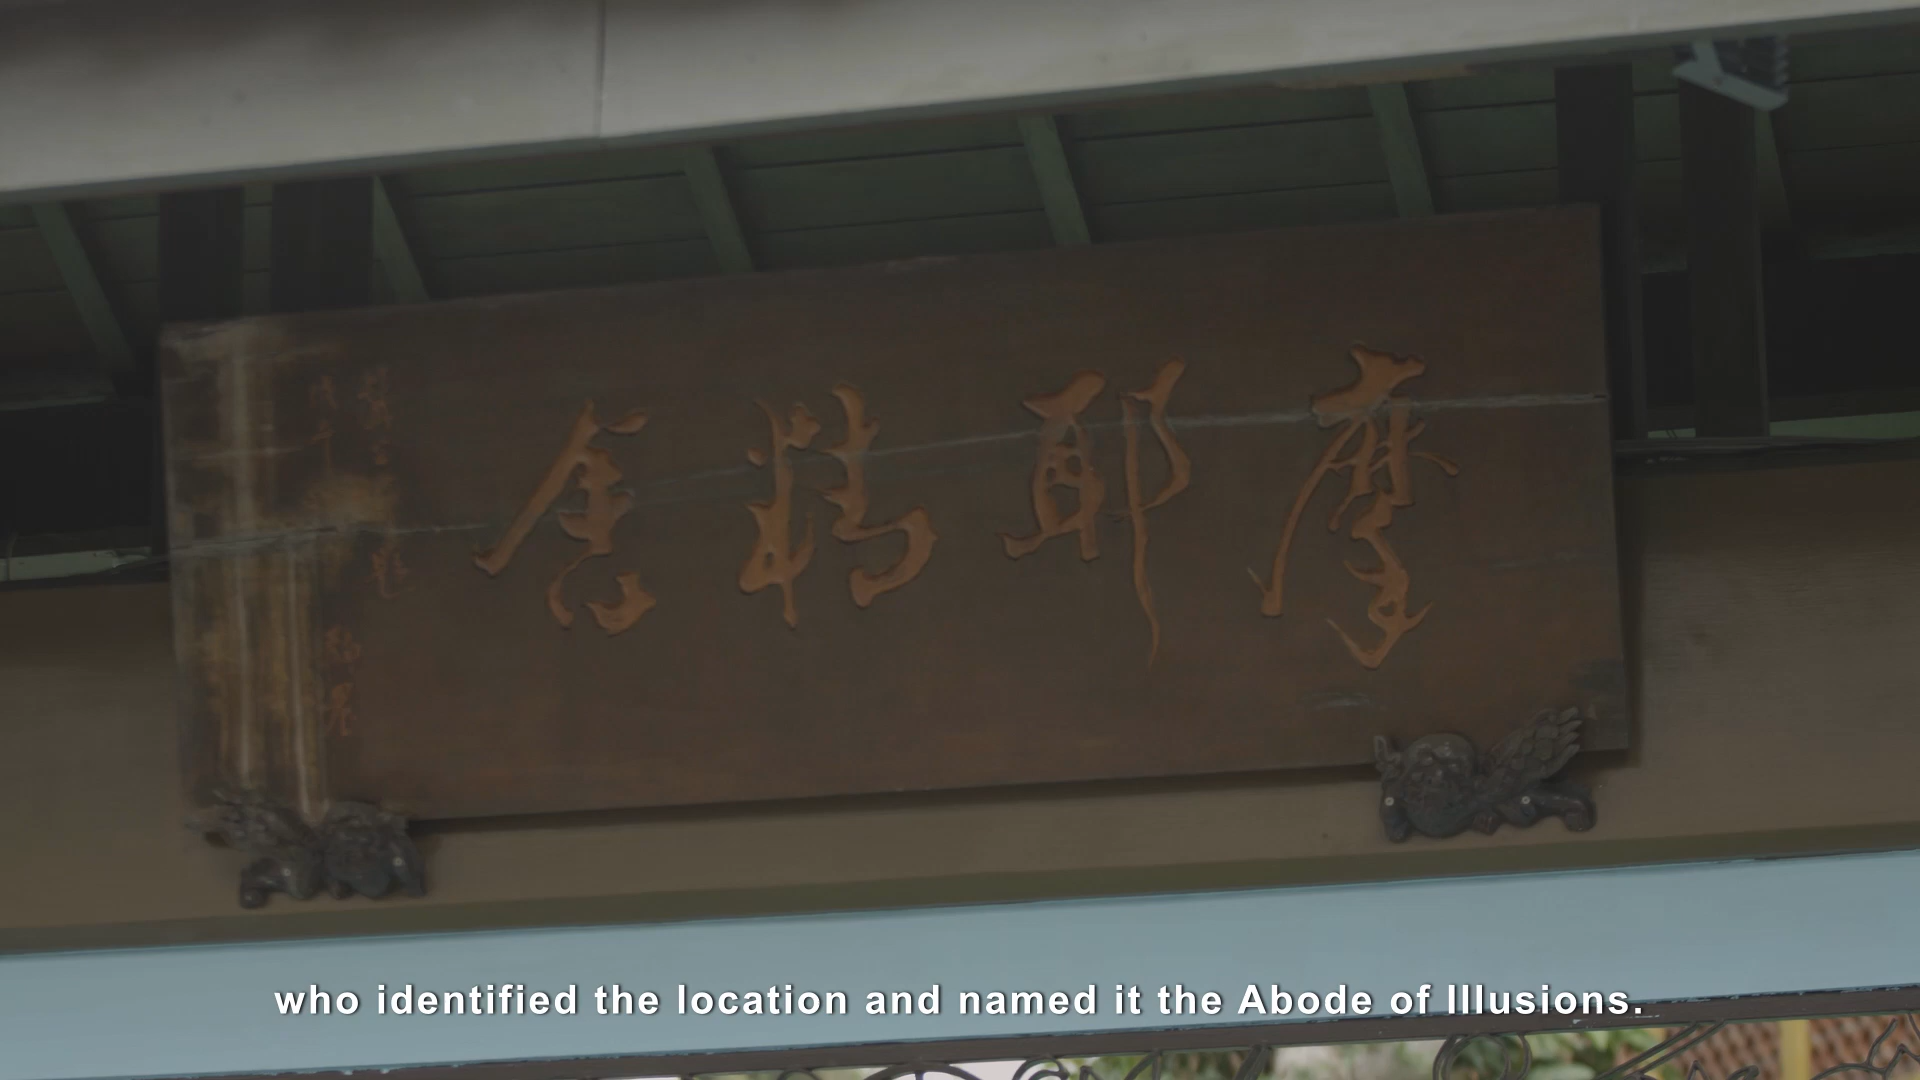 摩耶精舍
who identified the location and named it the Abode of Illusions.